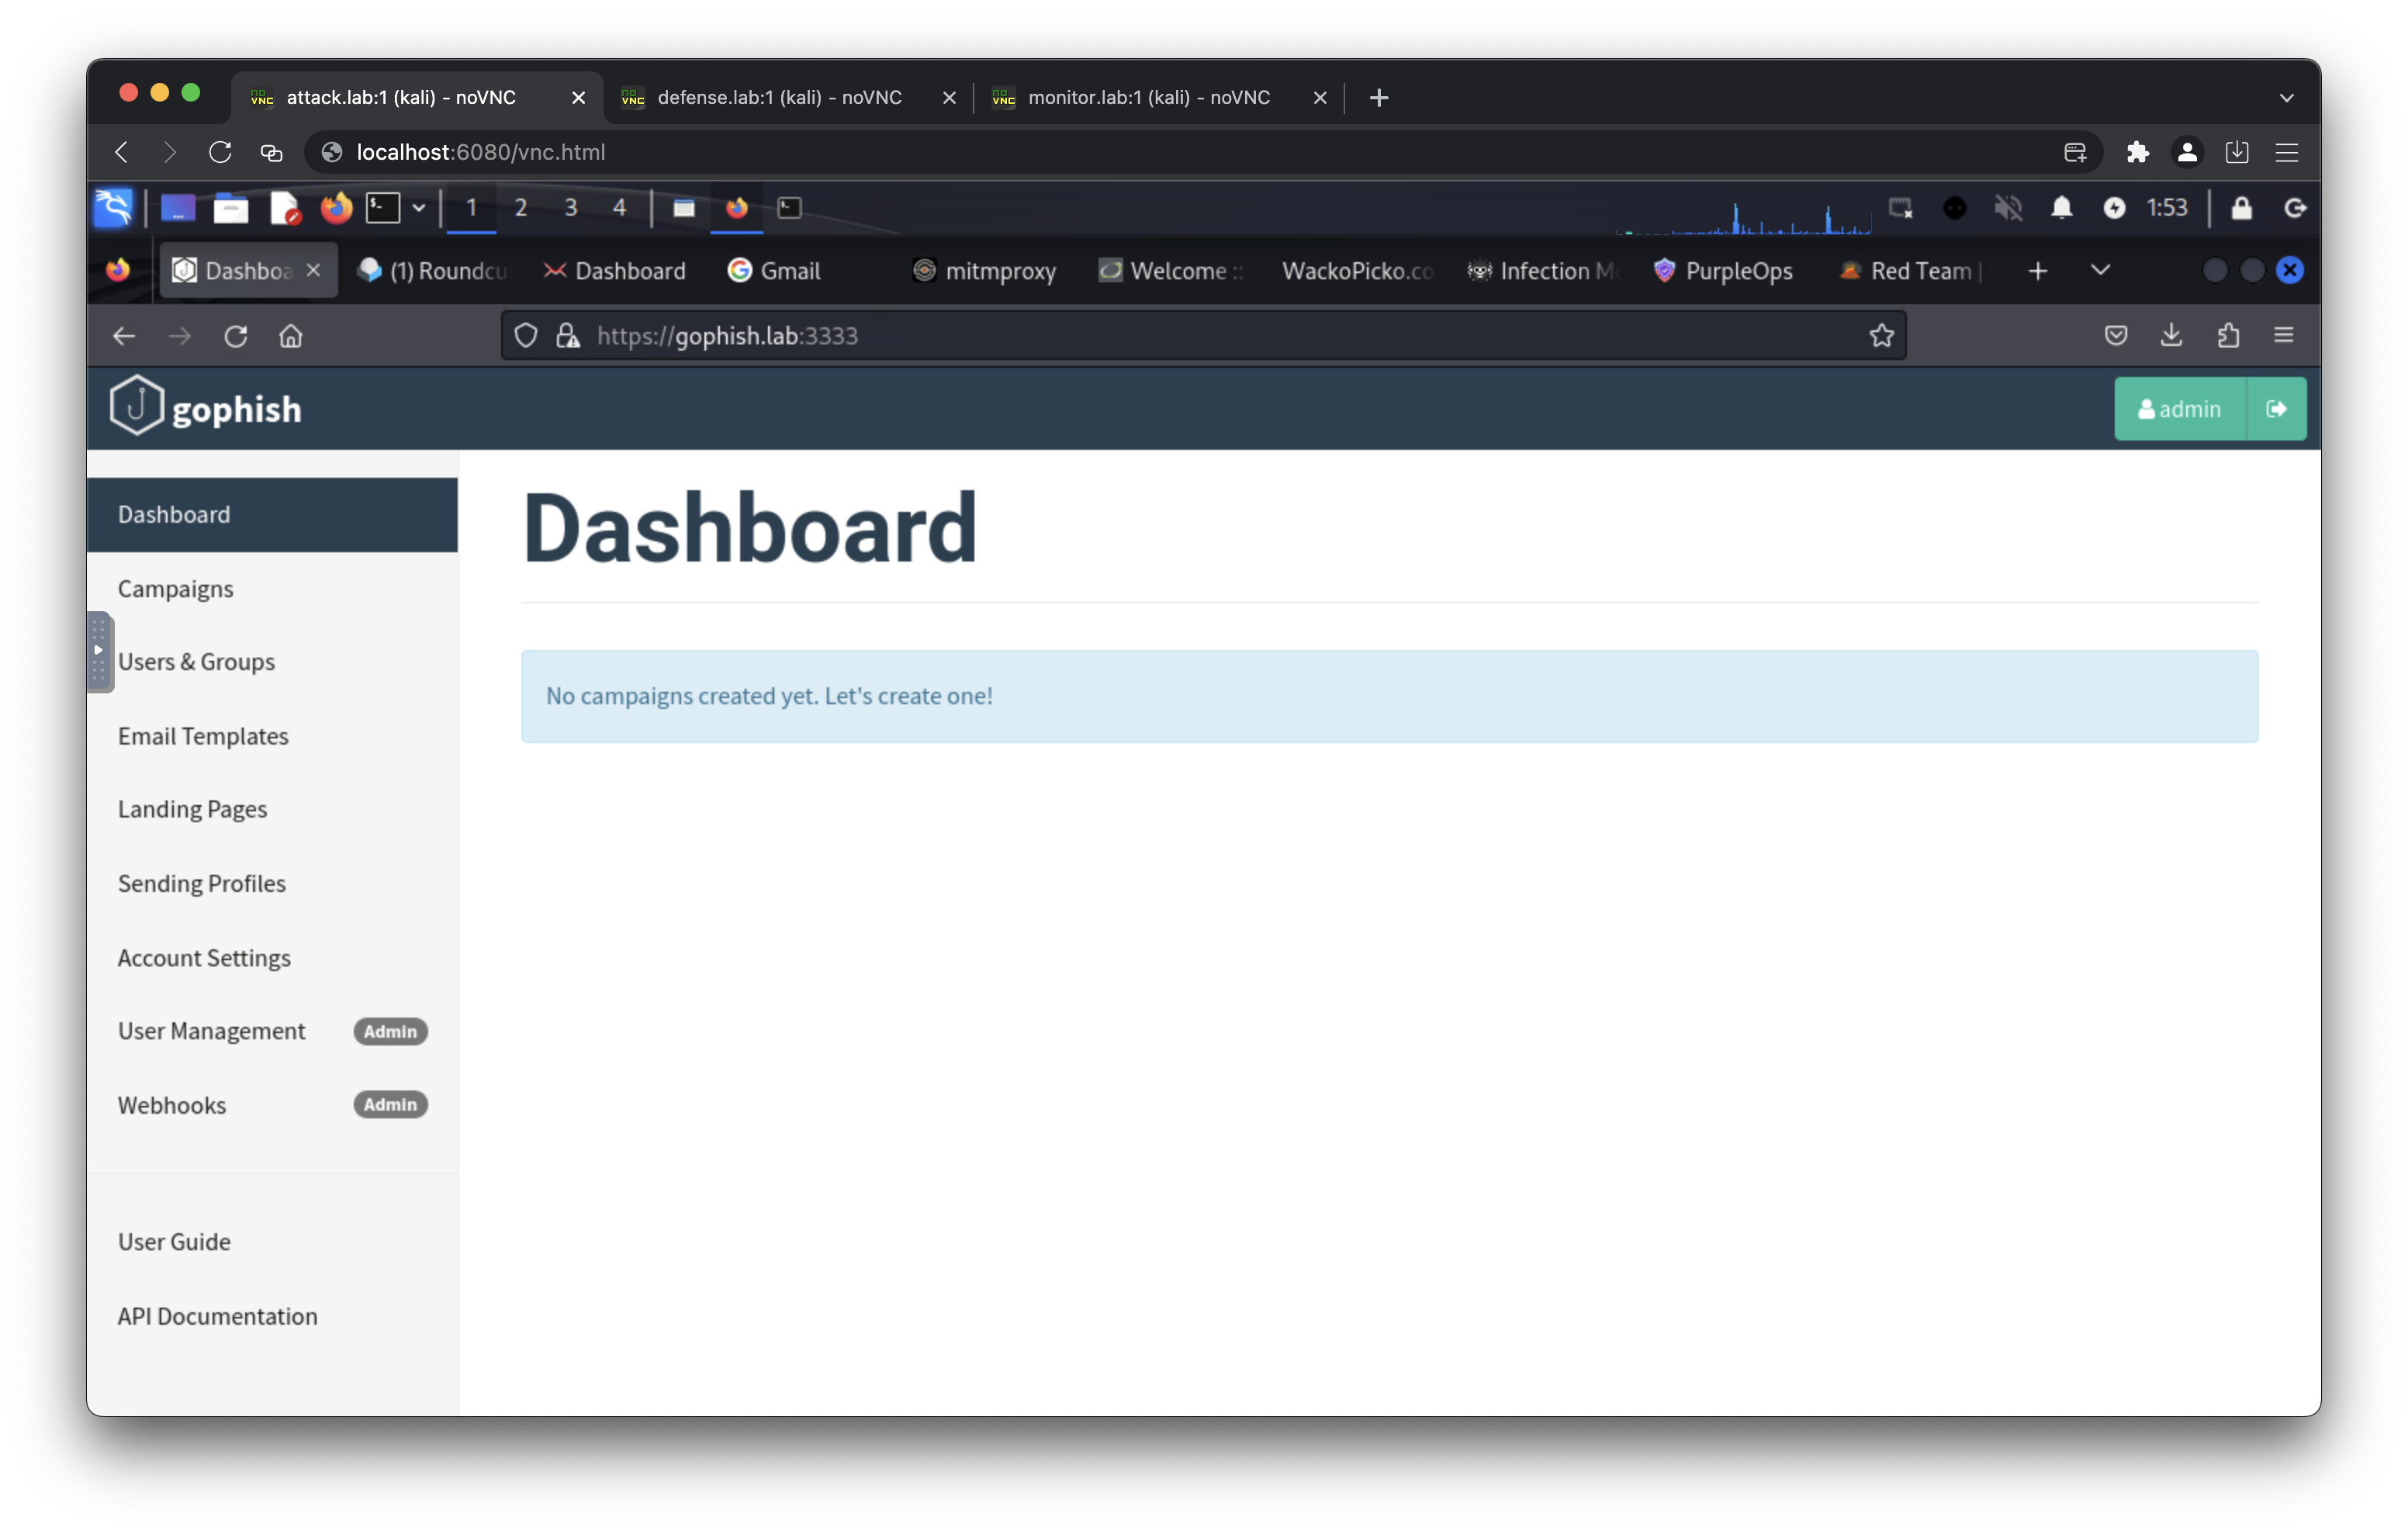 attack.lab:1 (kali) - noVNC
defense.lab:1 (kali) - noVNC
monitor.lab:1 (kali) - noVNC
localhost:6080/vnc.html
1 2 3 4
1:53
Dashboa
(1) Roundcu
Dashboard
Gmail
mitmproxy
Welcome ::
WackoPicko.co
Infection Mo
PurpleOps
Red Team |
https://gophish.lab:3333
gophish
admin
Dashboard
Campaigns
Users & Groups
Email Templates
Landing Pages
Sending Profiles
Account Settings
User Management Admin
Webhooks Admin
User Guide
API Documentation
Dashboard
No campaigns created yet. Let's create one!